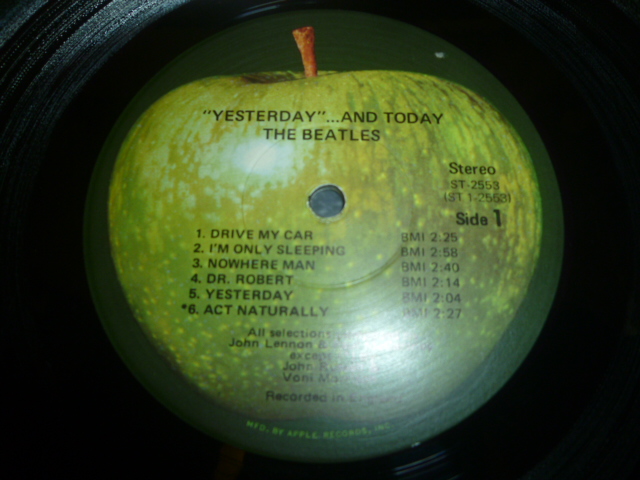 "YESTERDAY"...AND TODAY
THE BEATLES
Stereo
ST-2553
(ST 1-2553)
Side 1
1. DRIVE MY CAR BMI 2:25
2. I'M ONLY SLEEPING BMI 2:58
3. NOWHERE MAN BMI 2:40
4. DR. ROBERT BMI 2:14
5. YESTERDAY BMI 2:04
*6. ACT NATURALLY BMI 2:27
All selections
John Lennon &
John
Voni
Recorded in
MFD. BY APPLE RECORDS, INC.